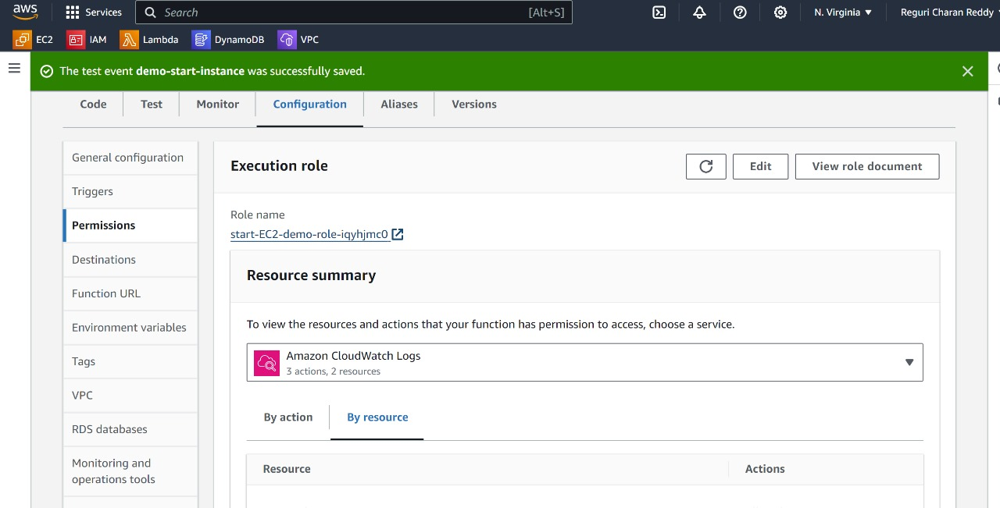 aws Services Search [Alt+S] N. Virginia ▼ Reguri Charan Reddy
EC2 IAM Lambda DynamoDB VPC
The test event demo-start-instance was successfully saved.
Code Test Monitor Configuration Aliases Versions
General configuration
Triggers
Permissions
Destinations
Function URL
Environment variables
Tags
VPC
RDS databases
Monitoring and
operations tools
Execution role
Edit View role document
Role name
start-EC2-demo-role-iqyhjmc0
Resource summary
To view the resources and actions that your function has permission to access, choose a service.
Amazon CloudWatch Logs
3 actions, 2 resources
By action By resource
Resource Actions